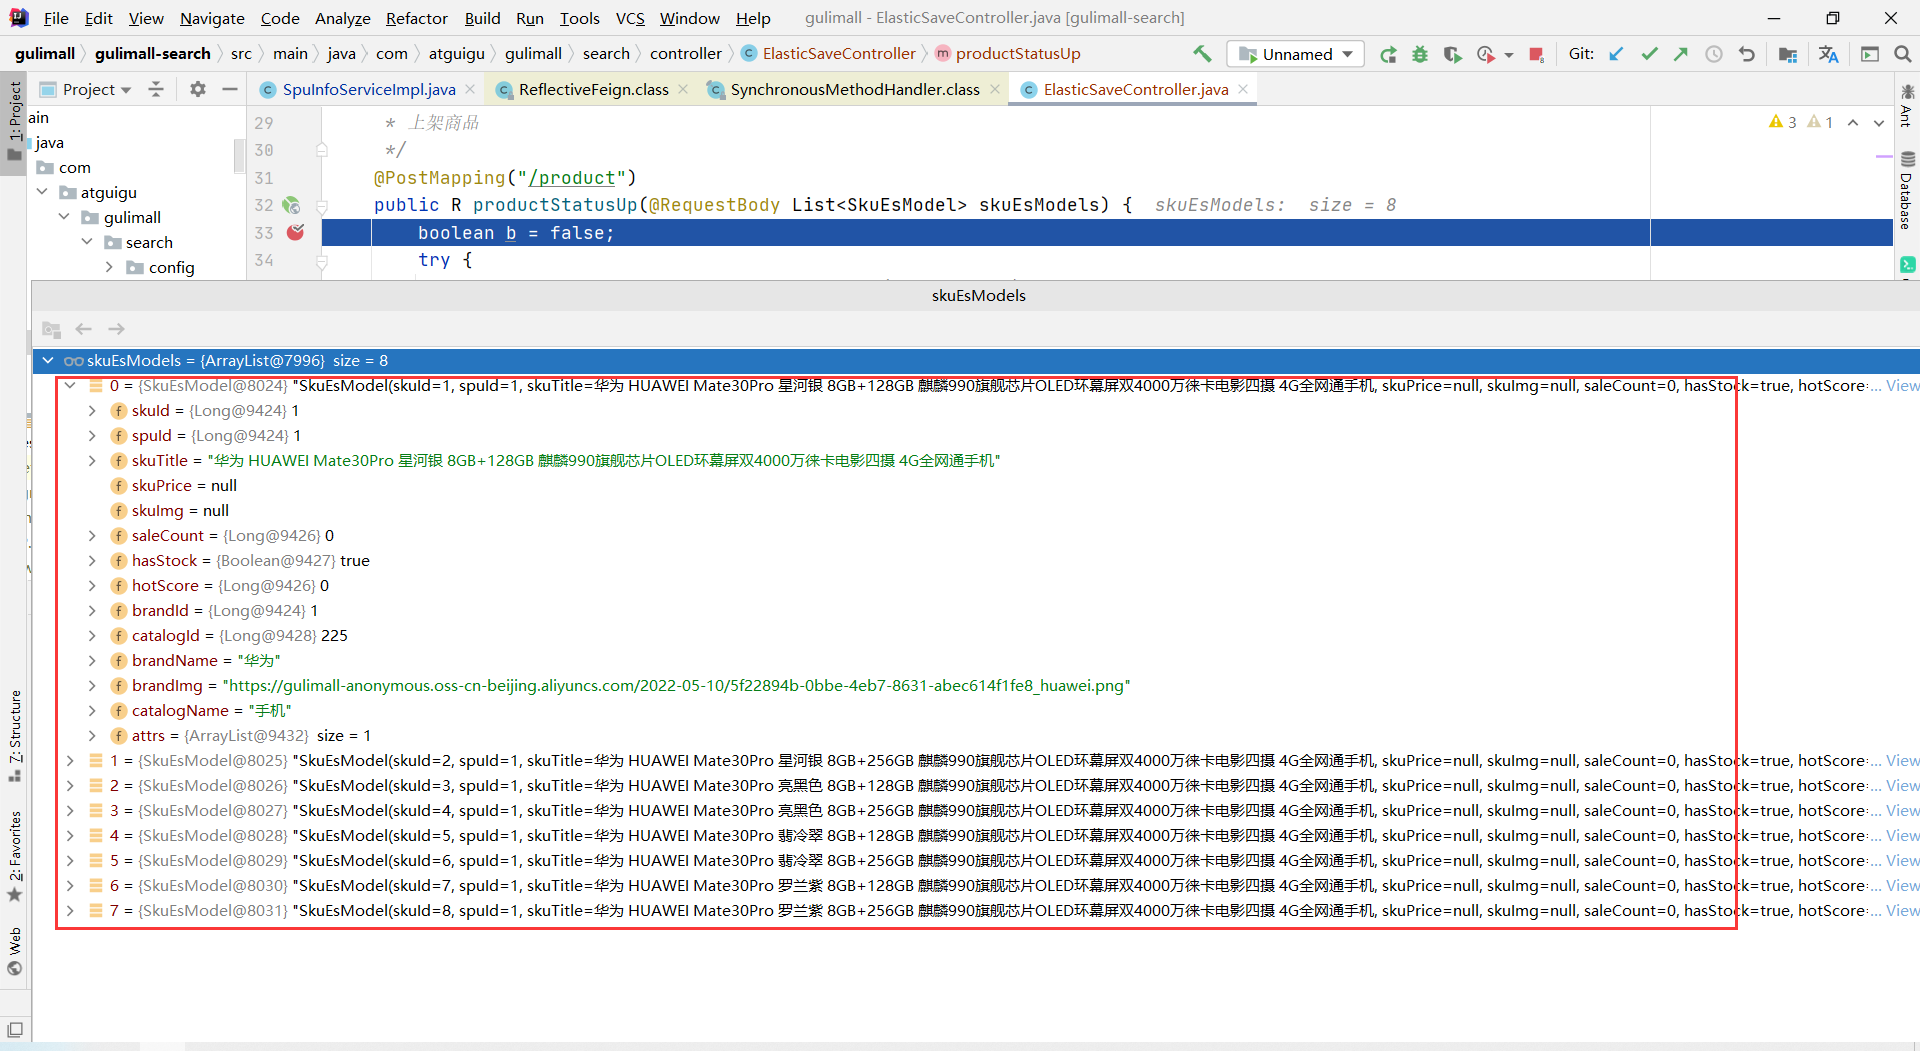 File Edit View Navigate Code Analyze Refactor Build Run Tools VCS Window Help gulimall - ElasticSaveController.java [gulimall-search]
gulimall gulimall-search src main java com atguigu gulimall search controller ElasticSaveController productStatusUp Unnamed Git:
Project SpuInfoServiceImpl.java ReflectiveFeign.class SynchronousMethodHandler.class ElasticSaveController.java
1: Project
ain
java
com
atguigu
gulimall
search
config
29 * 上架商品
30 */
31 @PostMapping("/product")
32 public R productStatusUp(@RequestBody List<SkuEsModel> skuEsModels) { skuEsModels: size = 8
33 boolean b = false;
34 try {
3 1
Ant
Database
skuEsModels
skuEsModels = {ArrayList@7996} size = 8
0 = {SkuEsModel@8024} "SkuEsModel(skuId=1, spuId=1, skuTitle=华为 HUAWEI Mate30Pro 星河银 8GB+128GB 麒麟990旗舰芯片OLED环幕屏双4000万徕卡电影四摄 4G全网通手机, skuPrice=null, skuImg=null, saleCount=0, hasStock=true, hotScore=... View
skuId = {Long@9424} 1
spuId = {Long@9424} 1
skuTitle = "华为 HUAWEI Mate30Pro 星河银 8GB+128GB 麒麟990旗舰芯片OLED环幕屏双4000万徕卡电影四摄 4G全网通手机"
skuPrice = null
skuImg = null
saleCount = {Long@9426} 0
hasStock = {Boolean@9427} true
hotScore = {Long@9426} 0
brandId = {Long@9424} 1
catalogId = {Long@9428} 225
brandName = "华为"
brandImg = "https://gulimall-anonymous.oss-cn-beijing.aliyuncs.com/2022-05-10/5f22894b-0bbe-4eb7-8631-abec614f1fe8_huawei.png"
catalogName = "手机"
attrs = {ArrayList@9432} size = 1
1 = {SkuEsModel@8025} "SkuEsModel(skuId=2, spuId=1, skuTitle=华为 HUAWEI Mate30Pro 星河银 8GB+256GB 麒麟990旗舰芯片OLED环幕屏双4000万徕卡电影四摄 4G全网通手机, skuPrice=null, skuImg=null, saleCount=0, hasStock=true, hotScore=... View
2 = {SkuEsModel@8026} "SkuEsModel(skuId=3, spuId=1, skuTitle=华为 HUAWEI Mate30Pro 亮黑色 8GB+128GB 麒麟990旗舰芯片OLED环幕屏双4000万徕卡电影四摄 4G全网通手机, skuPrice=null, skuImg=null, saleCount=0, hasStock=true, hotScore=... View
3 = {SkuEsModel@8027} "SkuEsModel(skuId=4, spuId=1, skuTitle=华为 HUAWEI Mate30Pro 亮黑色 8GB+256GB 麒麟990旗舰芯片OLED环幕屏双4000万徕卡电影四摄 4G全网通手机, skuPrice=null, skuImg=null, saleCount=0, hasStock=true, hotScore=... View
4 = {SkuEsModel@8028} "SkuEsModel(skuId=5, spuId=1, skuTitle=华为 HUAWEI Mate30Pro 翡冷翠 8GB+128GB 麒麟990旗舰芯片OLED环幕屏双4000万徕卡电影四摄 4G全网通手机, skuPrice=null, skuImg=null, saleCount=0, hasStock=true, hotScore=... View
5 = {SkuEsModel@8029} "SkuEsModel(skuId=6, spuId=1, skuTitle=华为 HUAWEI Mate30Pro 翡冷翠 8GB+256GB 麒麟990旗舰芯片OLED环幕屏双4000万徕卡电影四摄 4G全网通手机, skuPrice=null, skuImg=null, saleCount=0, hasStock=true, hotScore=... View
6 = {SkuEsModel@8030} "SkuEsModel(skuId=7, spuId=1, skuTitle=华为 HUAWEI Mate30Pro 罗兰紫 8GB+128GB 麒麟990旗舰芯片OLED环幕屏双4000万徕卡电影四摄 4G全网通手机, skuPrice=null, skuImg=null, saleCount=0, hasStock=true, hotScore=... View
7 = {SkuEsModel@8031} "SkuEsModel(skuId=8, spuId=1, skuTitle=华为 HUAWEI Mate30Pro 罗兰紫 8GB+256GB 麒麟990旗舰芯片OLED环幕屏双4000万徕卡电影四摄 4G全网通手机, skuPrice=null, skuImg=null, saleCount=0, hasStock=true, hotScore=... View
7: Structure
2: Favorites
Web